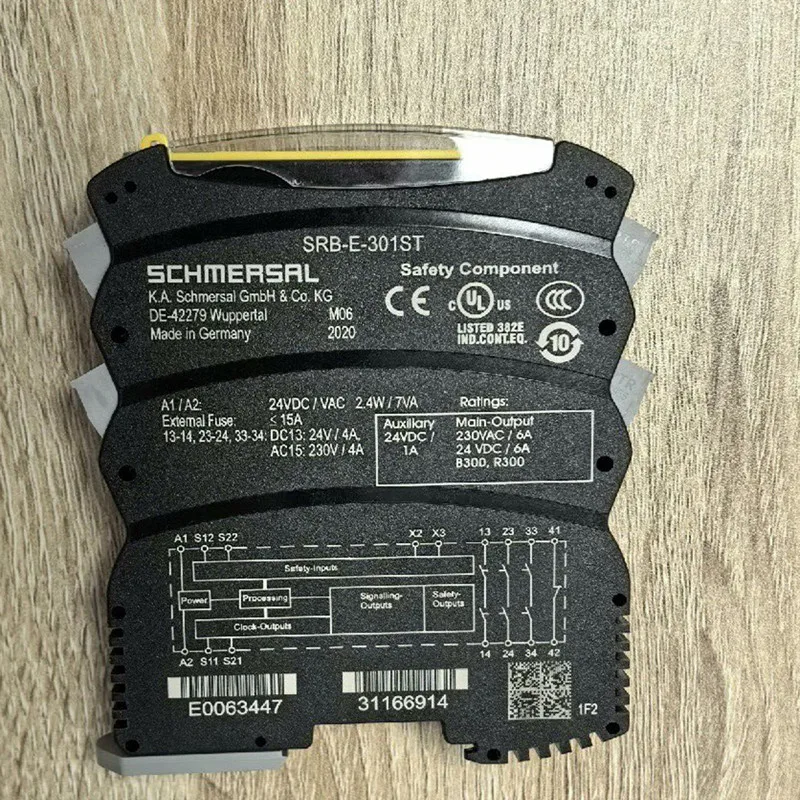 SRB-E-301ST
SCHMERSAL
Safety Component
K.A. Schmersal GmbH & Co. KG
DE-42279 Wuppertal M06
Made in Germany 2020
CE c UL US CCC
LISTED 382E
IND.CONT.EQ.
10
A1 / A2: 24VDC / VAC 2.4W / 7VA
External Fuse: ≤ 15A
13-14, 23-24, 33-34: DC13: 24V / 4A,
AC15: 230V / 4A
Ratings:
Auxiliary
24VDC /
1A
Main-Output
230VAC / 6A
24 VDC / 6A
B300, R300
A1 S12 S22 X2 X3 13 23 33 41
Safety-Inputs
Power
Processing
Signalling-
Outputs
Safety-
Outputs
Clock-Outputs
A2 S11 S21 14 24 34 42
E0063447
31166914
1F2